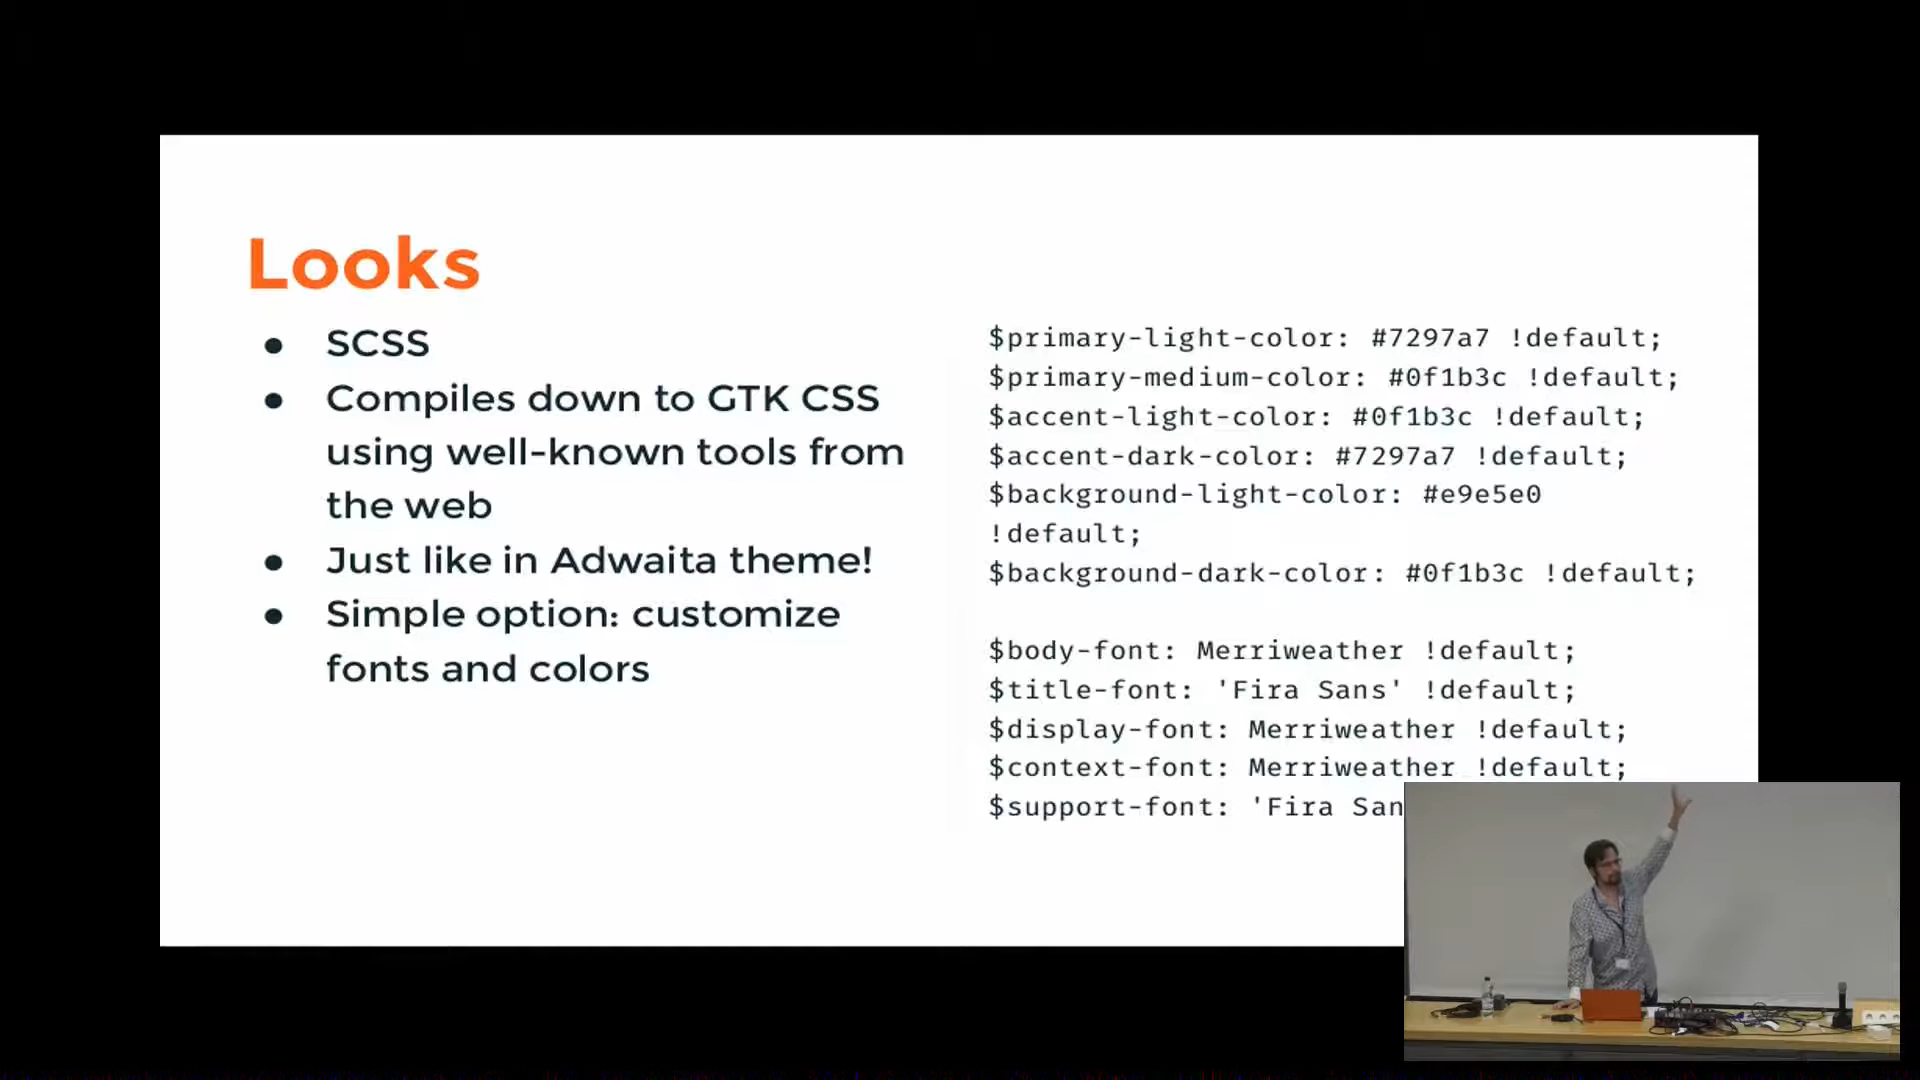 Looks
● SCSS
● Compiles down to GTK CSS
using well-known tools from
the web
● Just like in Adwaita theme!
● Simple option: customize
fonts and colors
$primary-light-color: #7297a7 !default;
$primary-medium-color: #0f1b3c !default;
$accent-light-color: #0f1b3c !default;
$accent-dark-color: #7297a7 !default;
$background-light-color: #e9e5e0
!default;
$background-dark-color: #0f1b3c !default;
$body-font: Merriweather !default;
$title-font: 'Fira Sans' !default;
$display-font: Merriweather !default;
$context-font: Merriweather !default;
$support-font: 'Fira San